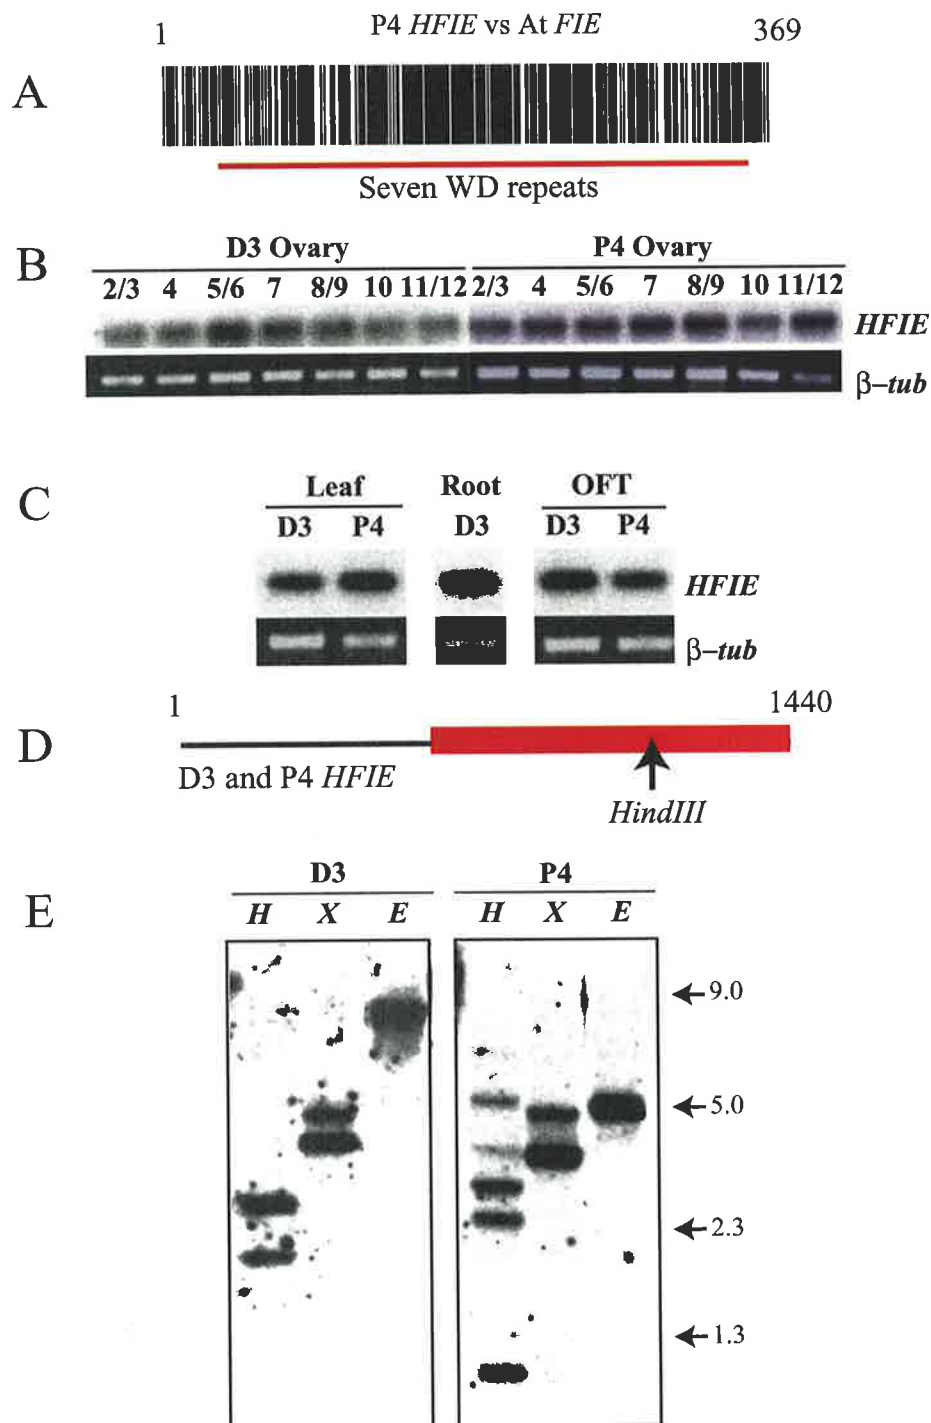 P4 HFIE vs At FIE
1 369
A
Seven WD repeats
B
D3 Ovary P4 Ovary
2/3 4 5/6 7 8/9 10 11/12 2/3 4 5/6 7 8/9 10 11/12
HFIE
β–tub
C
Leaf Root OFT
D3 P4 D3 D3 P4
HFIE
β–tub
1 1440
D
D3 and P4 HFIE
HindIII
D3 P4
E
H X E H X E
9.0
5.0
2.3
1.3